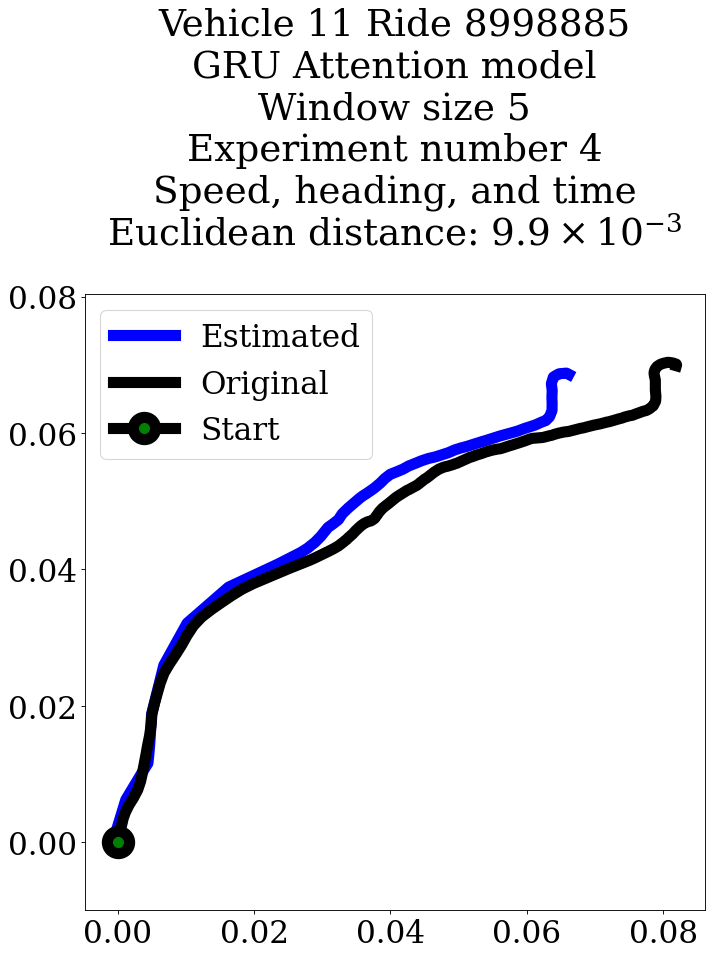 Vehicle 11 Ride 8998885
GRU Attention model
Window size 5
Experiment number 4
Speed, heading, and time
Euclidean distance: 9.9 × 10⁻³
0.08
0.06
0.04
0.02
0.00
Estimated
Original
Start
0.00 0.02 0.04 0.06 0.08